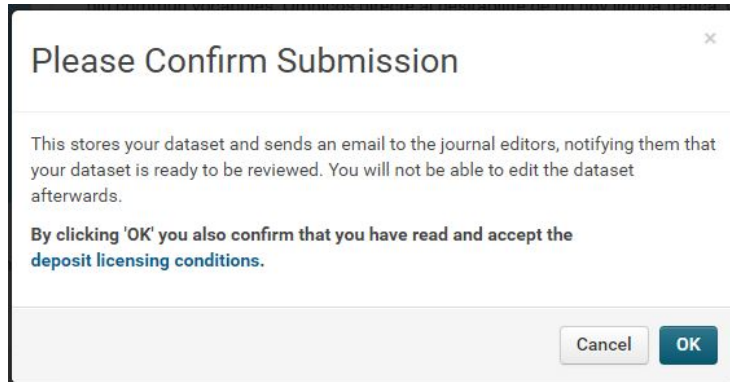 ×
Please Confirm Submission
This stores your dataset and sends an email to the journal editors, notifying them that
your dataset is ready to be reviewed. You will not be able to edit the dataset
afterwards.
By clicking 'OK' you also confirm that you have read and accept the
deposit licensing conditions.
Cancel OK